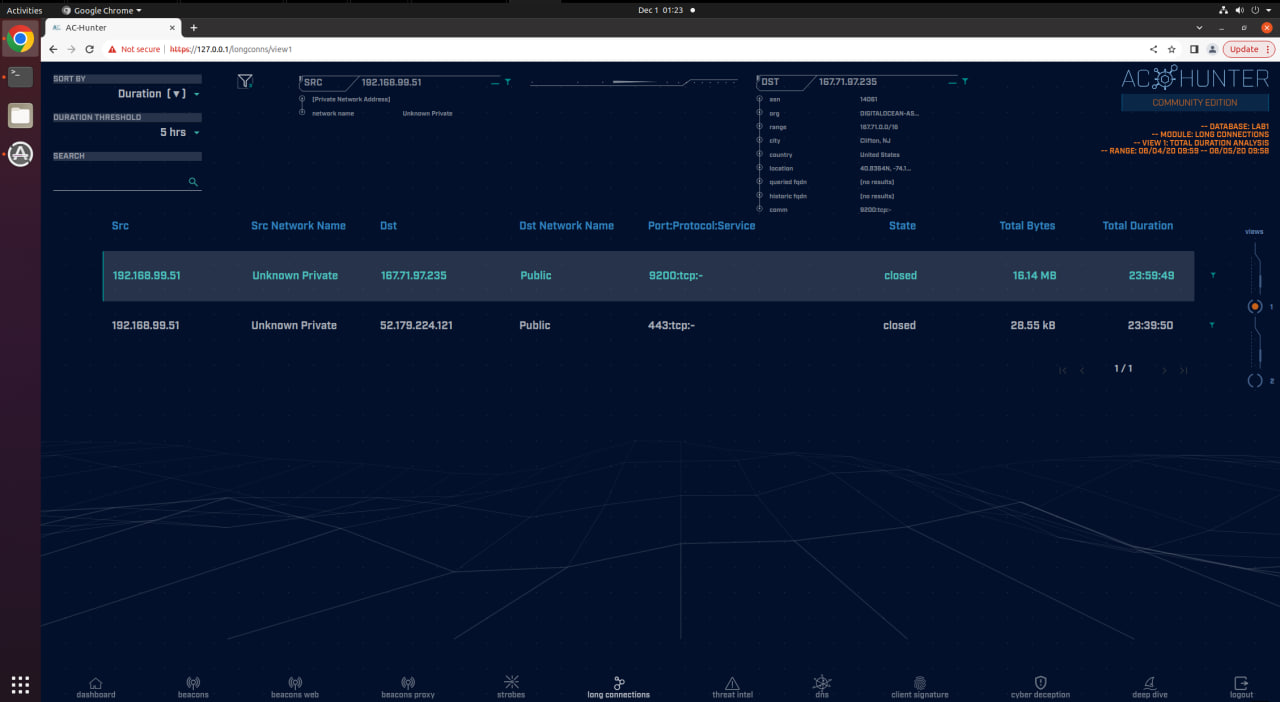 Activities
Google Chrome
Dec 1 01:23
AC-Hunter
Not secure
https://127.0.0.1/longconns/view1
Update
SORT BY
Duration [▼]
DURATION THRESHOLD
5 hrs
SEARCH
SRC
192.168.99.51
[Private Network Address]
network name Unknown Private
DST
167.71.97.235
asn 14061
org DIGITALOCEAN-AS...
range 167.71.0.0/16
city Clifton, NJ
country United States
location 40.8364N, -74.1...
queried fqdn [no results]
historic fqdn [no results]
comm 9200:tcp:-
AC HUNTER
COMMUNITY EDITION
-- DATABASE: LAB1
-- MODULE: LONG CONNECTIONS
-- VIEW 1: TOTAL DURATION ANALYSIS
-- RANGE: 08/04/20 09:59 -- 08/05/20 09:58
Src Src Network Name Dst Dst Network Name Port:Protocol:Service State Total Bytes Total Duration
192.168.99.51 Unknown Private 167.71.97.235 Public 9200:tcp:- closed 16.14 MB 23:59:49
192.168.99.51 Unknown Private 52.179.224.121 Public 443:tcp:- closed 28.55 kB 23:39:50
1 / 1
views
1
2
dashboard
beacons
beacons web
beacons proxy
strobes
long connections
threat intel
dns
client signature
cyber deception
deep dive
logout